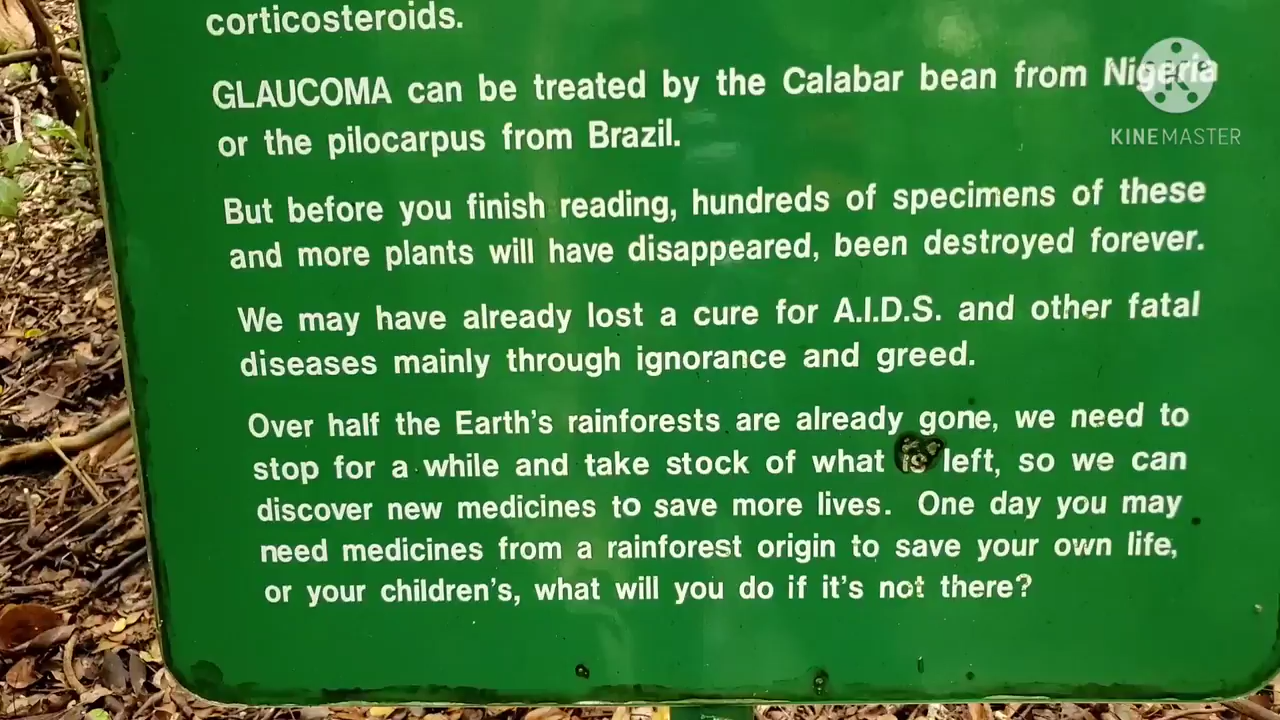 corticosteroids.
GLAUCOMA can be treated by the Calabar bean from Nigeria
or the pilocarpus from Brazil.
But before you finish reading, hundreds of specimens of these
and more plants will have disappeared, been destroyed forever.
We may have already lost a cure for A.I.D.S. and other fatal
diseases mainly through ignorance and greed.
Over half the Earth's rainforests are already gone, we need to
stop for a while and take stock of what is left, so we can
discover new medicines to save more lives. One day you may
need medicines from a rainforest origin to save your own life,
or your children's, what will you do if it's not there?
K
KINEMASTER